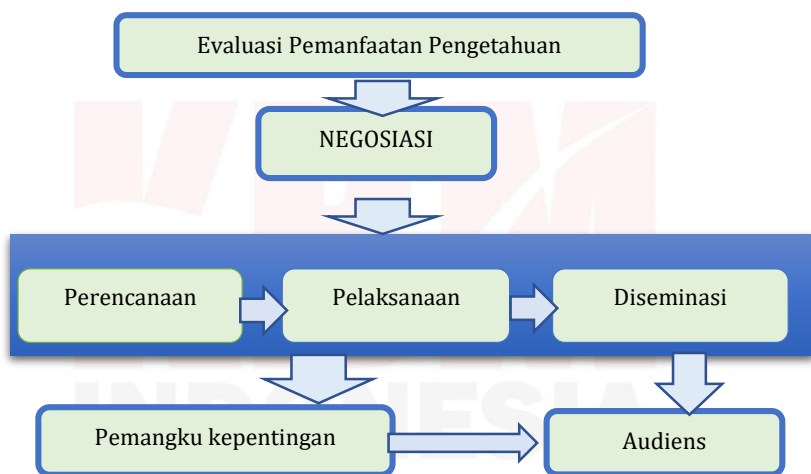 Evaluasi Pemanfaatan Pengetahuan
NEGOSIASI
Perencanaan
Pelaksanaan
Diseminasi
Pemangku kepentingan
Audiens